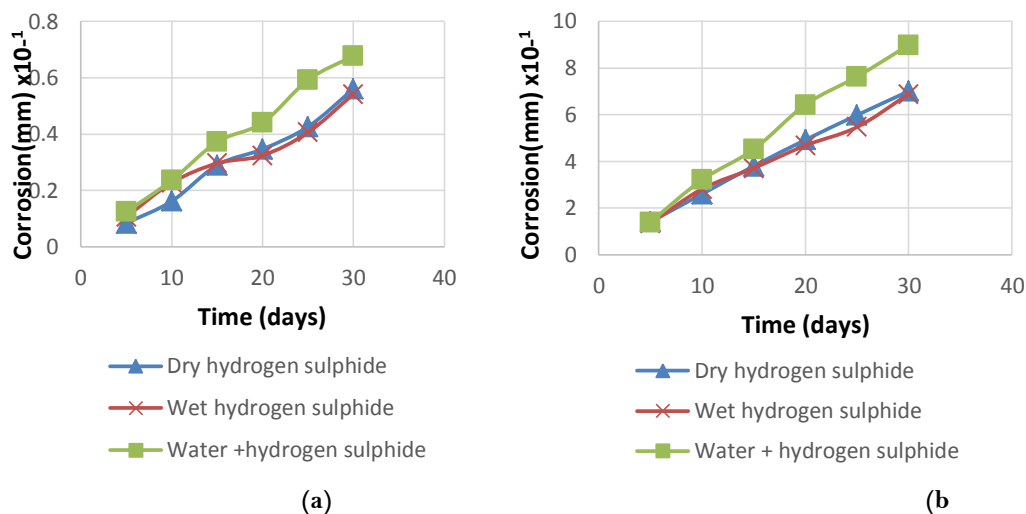 0.8
0.6
0.4
0.2
0
0 10 20 30 40
Corrosion(mm) x10-¹
Time (days)
Dry hydrogen sulphide
Wet hydrogen sulphide
Water +hydrogen sulphide
(a)
10
8
6
4
2
0
0 10 20 30 40
Corrosion(mm) x10-¹
Time (days)
Dry hydrogen sulphide
Wet hydrogen sulphide
Water + hydrogen sulphide
(b